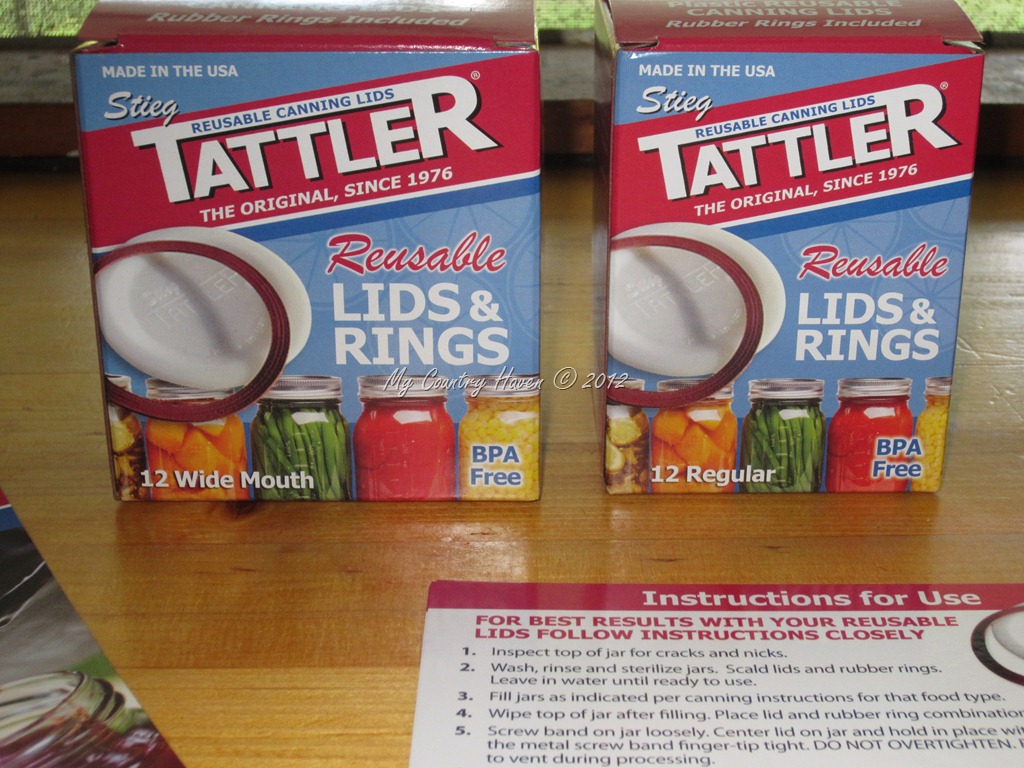 Rubber Rings Included
MADE IN THE USA
Stieg
REUSABLE CANNING LIDS
TATTLER®
THE ORIGINAL, SINCE 1976
Reusable
LIDS &
RINGS
12 Wide Mouth
BPA
Free
CANNING LIDS
Rubber Rings Included
MADE IN THE USA
Stieg
REUSABLE CANNING LIDS
TATTLER®
THE ORIGINAL, SINCE 1976
Reusable
LIDS &
RINGS
12 Regular
BPA
Free
My Country Haven © 2012
Instructions for Use
FOR BEST RESULTS WITH YOUR REUSABLE
LIDS FOLLOW INSTRUCTIONS CLOSELY
1. Inspect top of jar for cracks and nicks.
2. Wash, rinse and sterilize jars. Scald lids and rubber rings.
Leave in water until ready to use.
3. Fill jars as indicated per canning instructions for that food type.
4. Wipe top of jar after filling. Place lid and rubber ring combination
5. Screw band on jar loosely. Center lid on jar and hold in place
the metal screw band finger-tip tight. DO NOT OVERTIGHTEN.
to vent during processing.